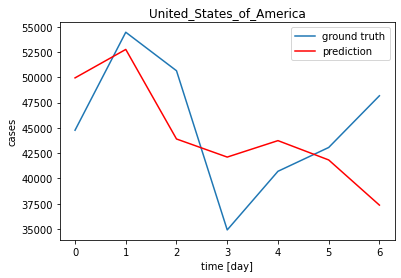 United_States_of_America
ground truth
prediction
55000
52500
50000
47500
45000
42500
40000
37500
35000
cases
0 1 2 3 4 5 6
time [day]